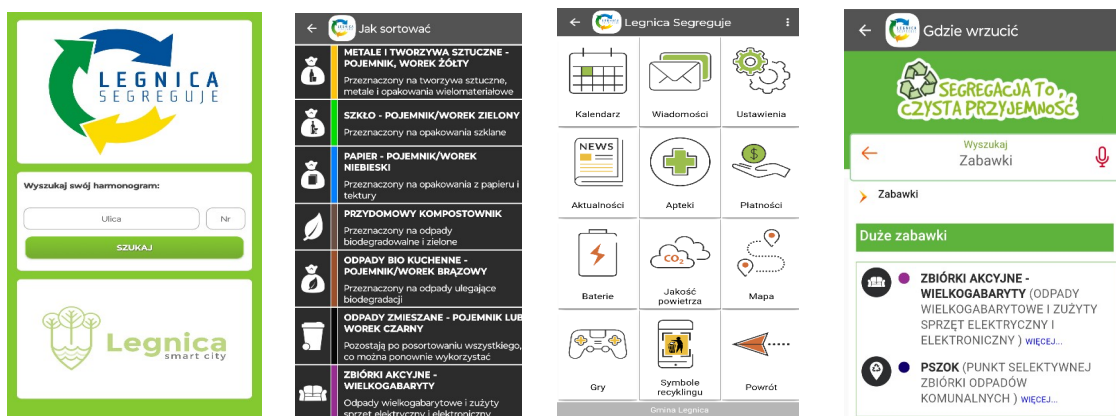 LEGNICA
SEGREGUJE
Wyszukaj swój harmonogram:
Ulica
Nr
SZUKAJ
Legnica
smart city
Jak sortować
METALE I TWORZYWA SZTUCZNE -
POJEMNIK, WOREK ŻÓŁTY
Przeznaczony na tworzywa sztuczne,
metale i opakowania wielomateriałowe
SZKŁO - POJEMNIK/WOREK ZIELONY
Przeznaczony na opakowania szklane
PAPIER - POJEMNIK/WOREK
NIEBIESKI
Przeznaczony na opakowania z papieru i
tektury
PRZYDOMOWY KOMPOSTOWNIK
Przeznaczony na odpady
biodegradowalne i zielone
ODPADY BIO KUCHENNE -
POJEMNIK/WOREK BRĄZOWY
Przeznaczony na odpady ulegające
biodegradacji
ODPADY ZMIESZANE - POJEMNIK LUB
WOREK CZARNY
Pozostają po posortowaniu wszystkiego,
co można ponownie wykorzystać
ZBIÓRKI AKCYJNE -
WIELKOGABARYTY
Odpady wielkogabarytowe i zużyty
sprzęt elektryczny i elektroniczny
Legnica Segreguje
Kalendarz
Wiadomości
Ustawienia
NEWS
Aktualności
Apteki
Płatności
Baterie
CO2
Jakość
powietrza
Mapa
Gry
Symbole
recyklingu
Powrót
Gmina Legnica
Gdzie wrzucić
SEGREGACJA TO
CZYSTA PRZYJEMNOŚĆ
Wyszukaj
Zabawki
Zabawki
Duże zabawki
ZBIÓRKI AKCYJNE -
WIELKOGABARYTY (ODPADY
WIELKOGABARYTOWE I ZUŻYTY
SPRZĘT ELEKTRYCZNY I
ELEKTRONICZNY ) WIĘCEJ...
PSZOK (PUNKT SELEKTYWNEJ
ZBIÓRKI ODPADÓW
KOMUNALNYCH ) WIĘCEJ...